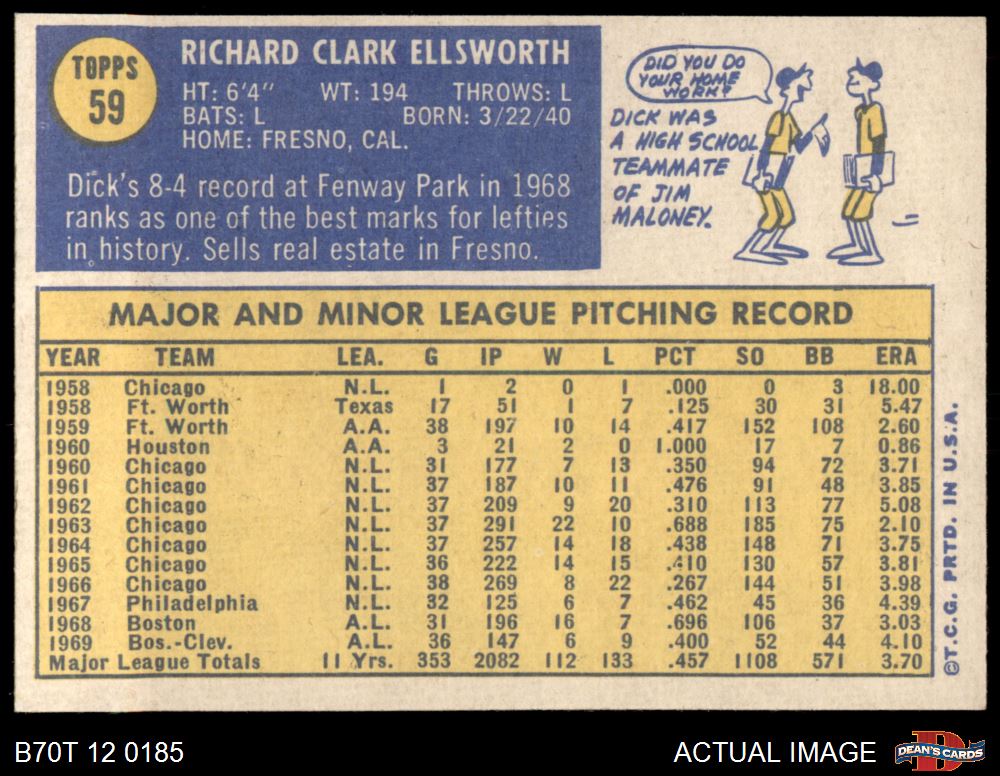 TOPPS
59
RICHARD CLARK ELLSWORTH
HT: 6'4" WT: 194 THROWS: L
BATS: L BORN: 3/22/40
HOME: FRESNO, CAL.
Dick's 8-4 record at Fenway Park in 1968
ranks as one of the best marks for lefties
in history. Sells real estate in Fresno.
DID YOU DO
YOUR HOME
WORK?
DICK WAS
A HIGH SCHOOL
TEAMMATE
OF JIM
MALONEY.
MAJOR AND MINOR LEAGUE PITCHING RECORD
YEAR TEAM LEA. G IP W L PCT SO BB ERA
1958 Chicago N.L. 1 2 0 1 .000 0 3 18.00
1958 Ft. Worth Texas 17 51 1 7 .125 30 31 5.47
1959 Ft. Worth A.A. 38 197 10 14 .417 152 108 2.60
1960 Houston A.A. 3 21 2 0 1.000 17 7 0.86
1960 Chicago N.L. 31 177 7 13 .350 94 72 3.71
1961 Chicago N.L. 37 187 10 11 .476 91 48 3.85
1962 Chicago N.L. 37 209 9 20 .310 113 77 5.08
1963 Chicago N.L. 37 291 22 10 .688 185 75 2.10
1964 Chicago N.L. 37 257 14 18 .438 148 71 3.75
1965 Chicago N.L. 36 222 14 15 .410 130 57 3.81
1966 Chicago N.L. 38 269 8 22 .267 144 51 3.98
1967 Philadelphia N.L. 32 125 6 7 .462 45 36 4.39
1968 Boston A.L. 31 196 16 7 .696 106 37 3.03
1969 Bos.-Clev. A.L. 36 147 6 9 .400 52 44 4.10
Major League Totals 11 Yrs. 353 2082 112 133 .457 1108 571 3.70
©T.C.G. PRTD. IN U.S.A.
B70T 12 0185
ACTUAL IMAGE
D
DEAN'S CARDS